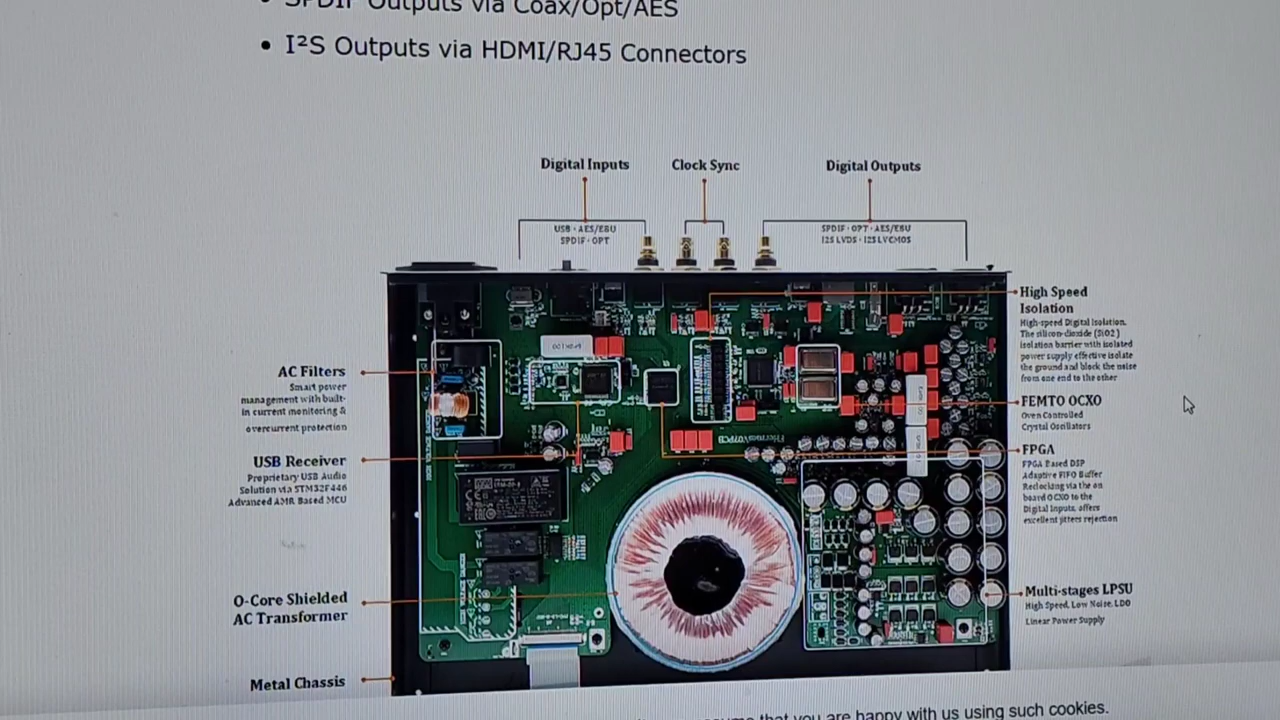 SPDIF Outputs via Coax/Opt/AES
• I²S Outputs via HDMI/RJ45 Connectors
Digital Inputs
Clock Sync
Digital Outputs
USB · AES/EBU
SPDIF · OPT
SPDIF · OPT · AES/EBU
I2S LVDS · I2S LVCMOS
High Speed
Isolation
High-speed Digital Isolation.
The silicon-dioxide (SiO2)
isolation barrier with isolated
power supply effective isolate
the ground and block the noise
from one end to the other
AC Filters
Smart power
management with built-
in current monitoring &
overcurrent protection
FEMTO OCXO
Oven Controlled
Crystal Oscillators
FPGA
FPGA Based DSP
Adaptive FIFO Buffer
Reclocking via the on
board OCXO to the
Digital Inputs, offers
excellent jitters rejection
USB Receiver
Proprietary USB Audio
Solution via STM32F446
Advanced AMR Based MCU
O-Core Shielded
AC Transformer
Multi-stages LPSU
High Speed, Low Noise, LDO
Linear Power Supply
Metal Chassis
that you are happy with us using such cookies.